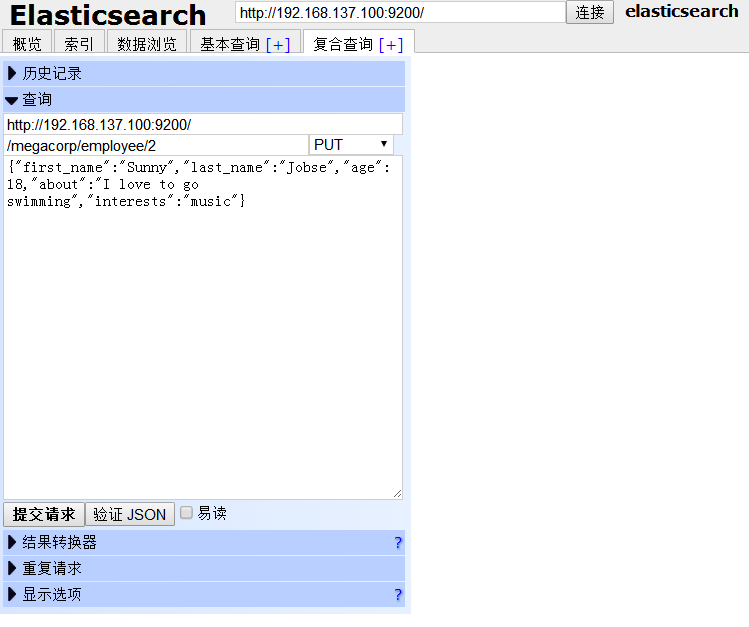 Elasticsearch http://192.168.137.100:9200/ 连接 elasticsearch
概览 索引 数据浏览 基本查询 [+] 复合查询 [+]
历史记录
查询
http://192.168.137.100:9200/
/megacorp/employee/2 PUT
{"first_name":"Sunny","last_name":"Jobse","age":
18,"about":"I love to go
swimming","interests":"music"}
提交请求 验证 JSON 易读
结果转换器 ?
重复请求
显示选项 ?